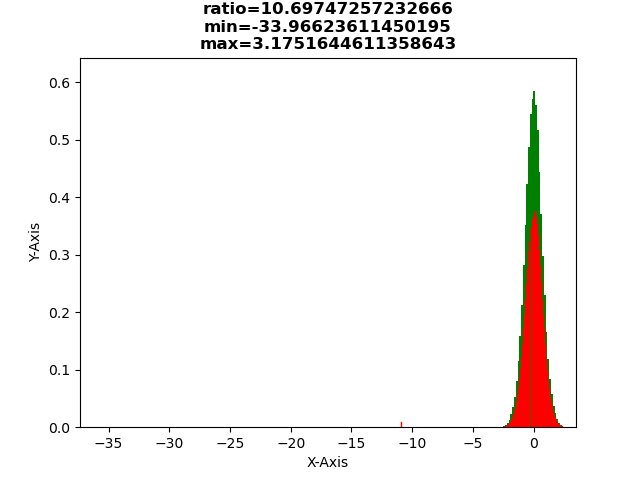 ratio=10.69747257232666
min=-33.96623611450195
max=3.1751644611358643
0.6
0.5
0.4
0.3
0.2
0.1
0.0
Y-Axis
−35 −30 −25 −20 −15 −10 −5 0
X-Axis